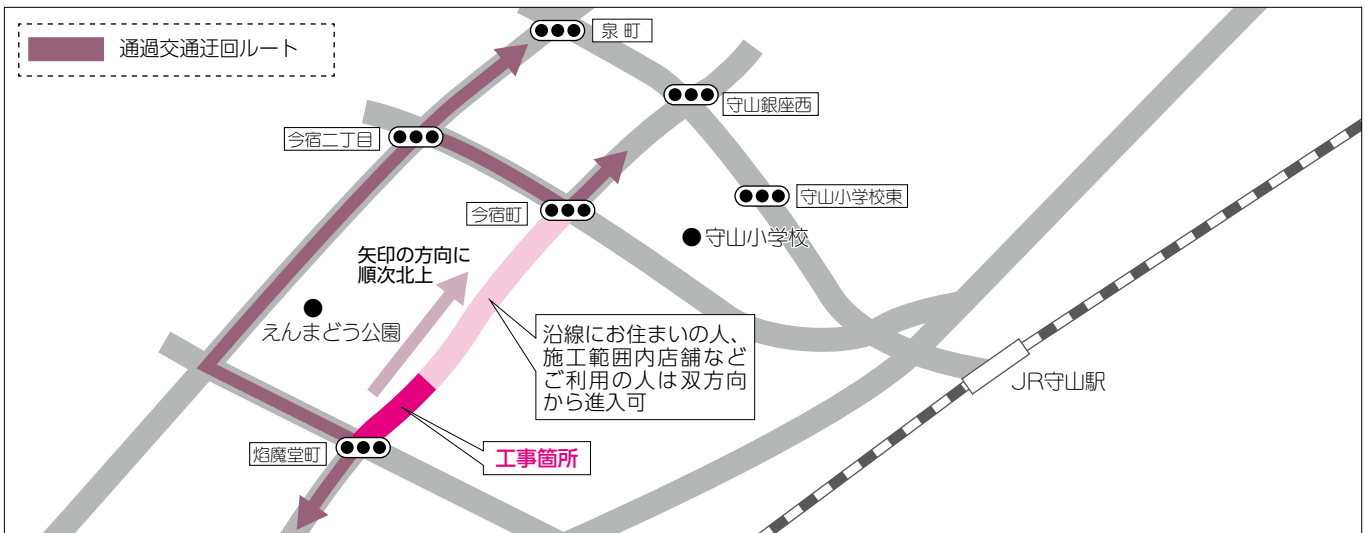 通過交通迂回ルート
泉町
守山銀座西
今宿二丁目
守山小学校東
今宿町
守山小学校
矢印の方向に
順次北上
えんまどう公園
沿線にお住まいの人、
施工範囲内店舗など
ご利用の人は双方向
から進入可
JR守山駅
焰魔堂町
工事箇所